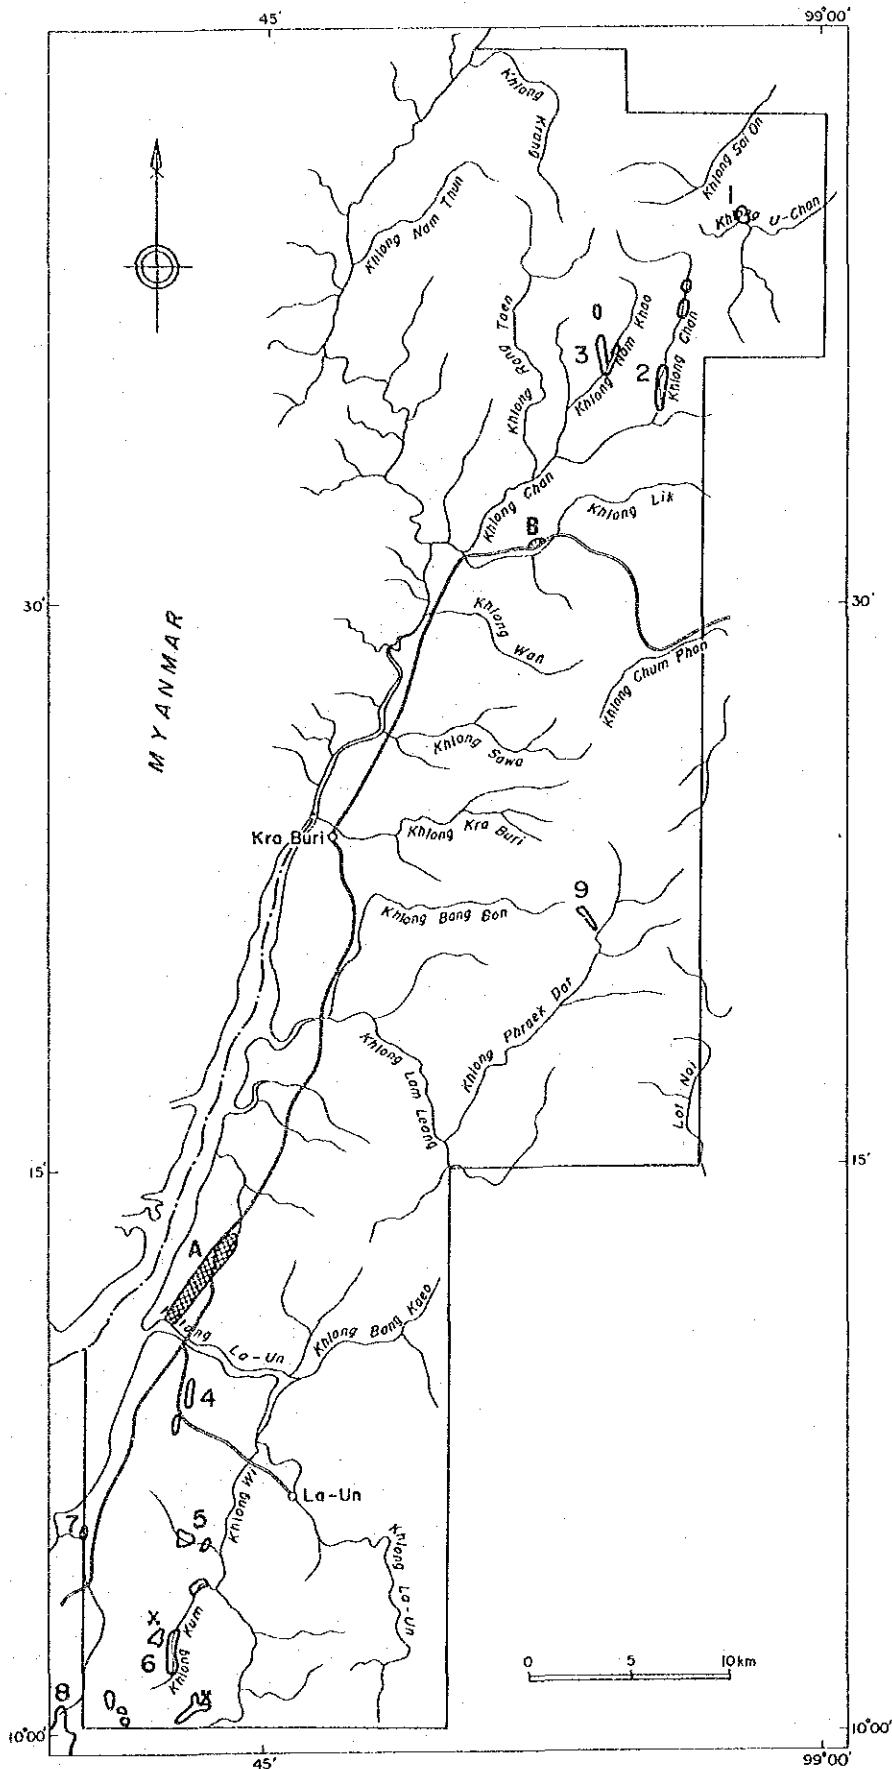 45'
99°00'
Khlong
Krang
Khlong Sai On
1
Khlong U-Chan
Khlong Nam Thun
Khlong Rang Taen
3
Khlong Nam Khao
2
Khlong Chan
Khlong Chan
B
Khlong Lik
30'
30'
MYANMAR
Khlong Wan
Khlong Chum Phan
Khlong Sawa
Kra Buri
Khlong Kra Buri
9
Khlong Bang Bon
Khlong Phraek Dat
Khlong Lam Leang
Lat Noi
15'
15'
A
Khlong La-Un
Khlong Bang Kaeo
4
La-Un
Khlong Wi
7
5
Khlong La-Un
X
6
Khlong Kum
X
8
0 5 10km
10°00'
10°00'
45'
99°00'